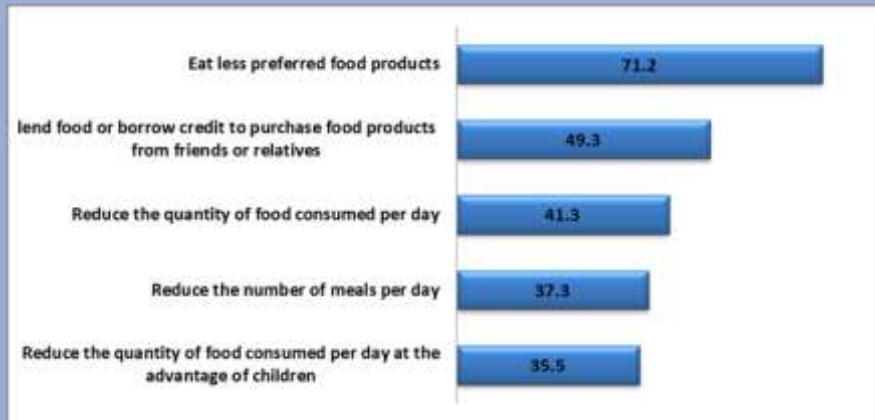 Eat less preferred food products
71.2
lend food or borrow credit to purchase food products
from friends or relatives
49.3
Reduce the quantity of food consumed per day
41.3
Reduce the number of meals per day
37.3
Reduce the quantity of food consumed per day at the
advantage of children
35.5